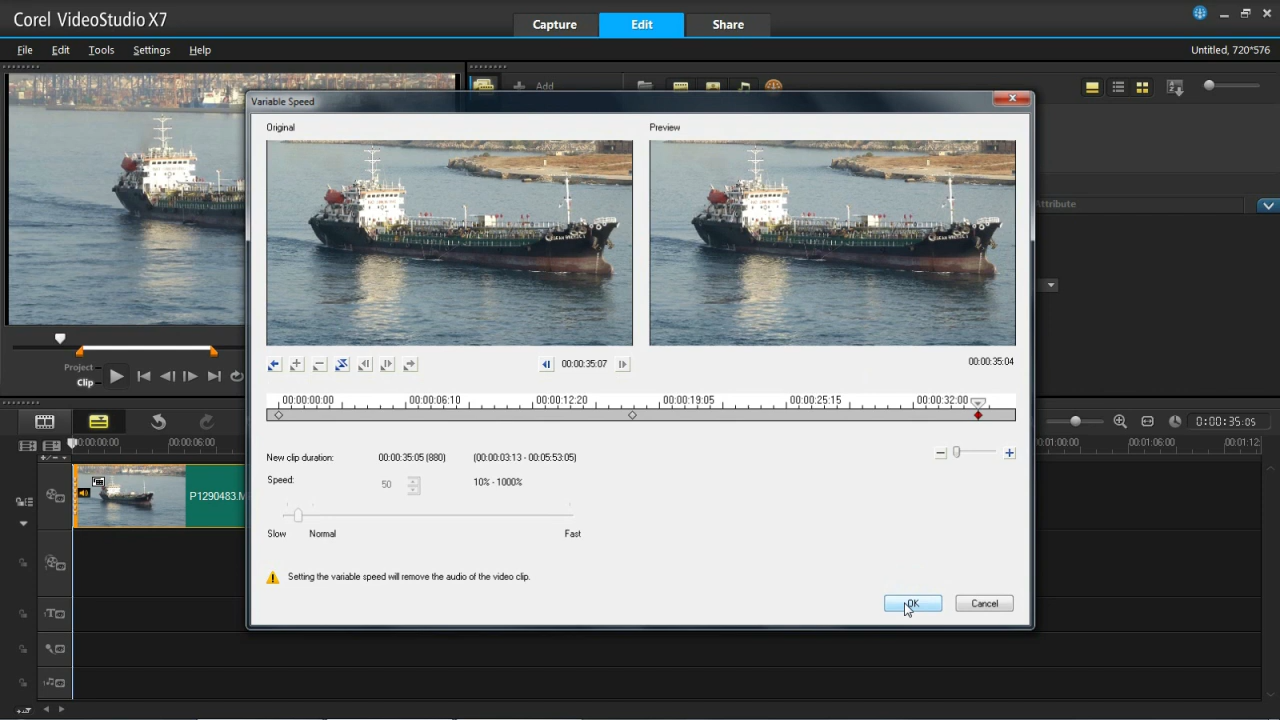 Corel VideoStudio X7
Capture
Edit
Share
File
Edit
Tools
Settings
Help
Untitled, 720*576
Add
Variable Speed
Original
Preview
Attribute
Project
Clip
00:00:35:07
00:00:35:04
00:00:00:00
00:00:06:10
00:00:12:20
00:00:19:05
00:00:25:15
00:00:32:00
0:00:35:05
00:00:00:00
00:00:06:00
00:01:00:00
00:01:06:00
00:01:12:
New clip duration:
00:00:35:05 (880)
(00:00:03:13 - 00:05:53:05)
Speed:
50
10% - 1000%
P1290483.M
Slow
Normal
Fast
Setting the variable speed will remove the audio of the video clip.
OK
Cancel